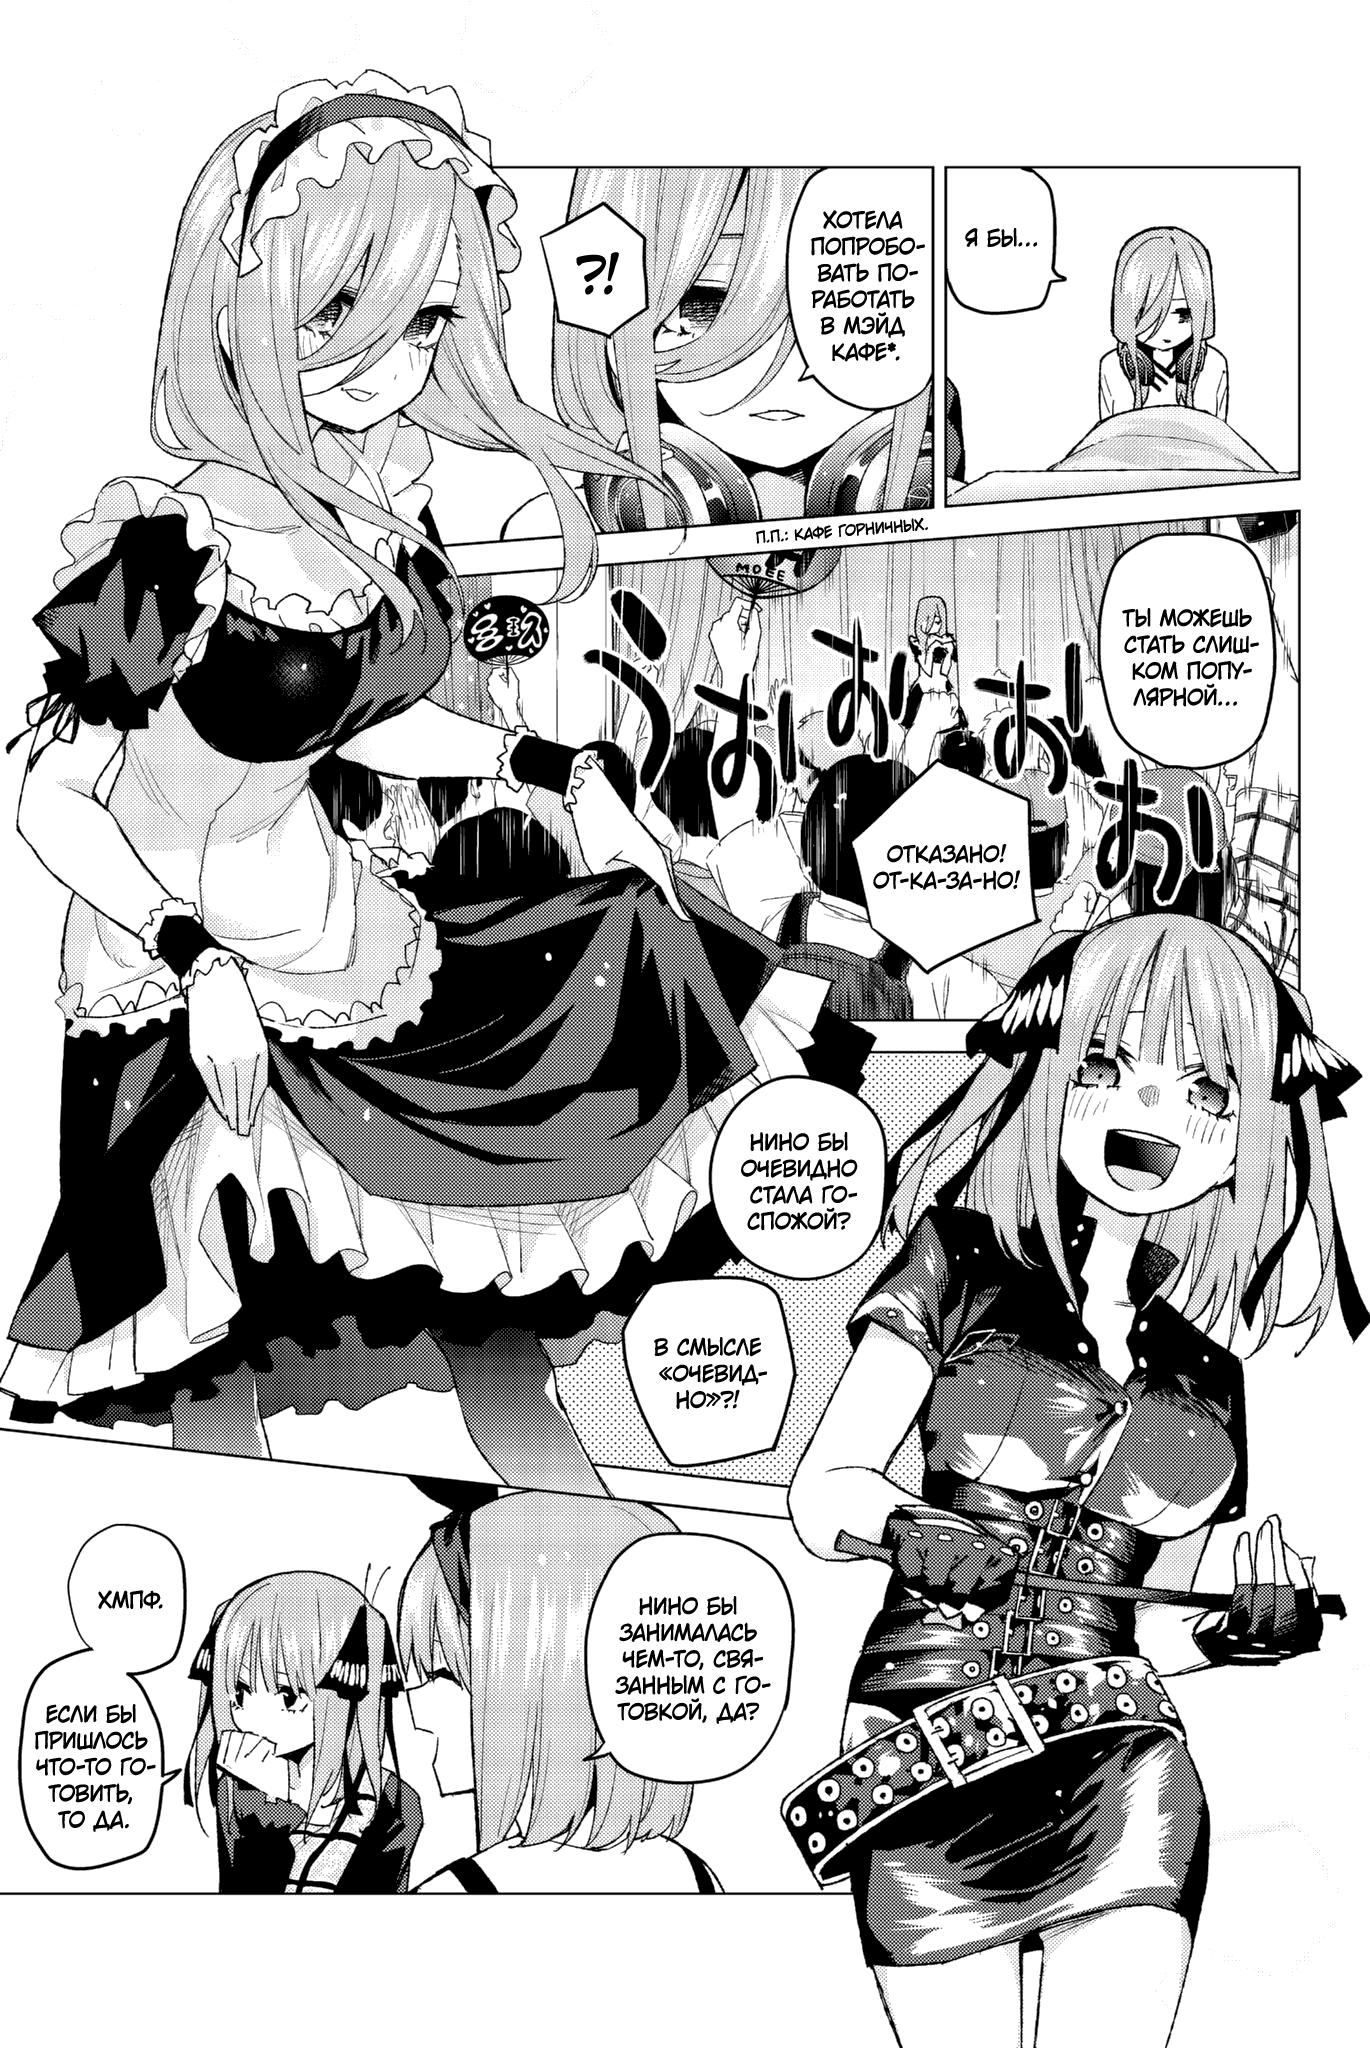 Я БЫ...
ХОТЕЛА
ПОПРОБО-
ВАТЬ ПО-
РАБОТАТЬ
В МЭЙД
КАФЕ*.
?!
П.П.: КАФЕ ГОРНИЧНЫХ.
MOEE
うおおおお
ТЫ МОЖЕШЬ
СТАТЬ СЛИШ-
КОМ ПОПУ-
ЛЯРНОЙ...
ОТКАЗАНО!
ОТ-КА-ЗА-НО!
НИНО БЫ
ОЧЕВИДНО
СТАЛА ГО-
СПОЖОЙ?
В СМЫСЛЕ
«ОЧЕВИД-
НО»?!
НИНО БЫ
ЗАНИМАЛАСЬ
ЧЕМ-ТО, СВЯ-
ЗАННЫМ С ГО-
ТОВКОЙ, ДА?
ХМПФ.
ЕСЛИ БЫ
ПРИШЛОСЬ
ЧТО-ТО ГО-
ТОВИТЬ,
ТО ДА.